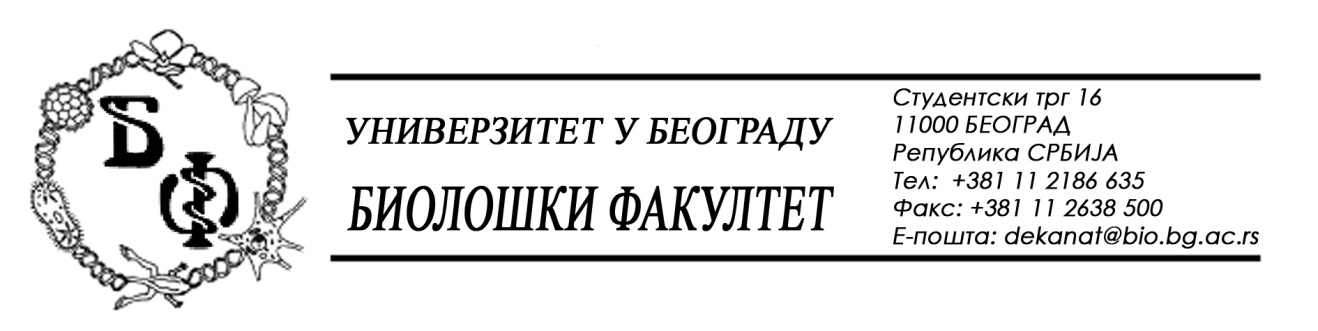 БФ
УНИВЕРЗИТЕТ У БЕОГРАДУ
БИОЛОШКИ ФАКУЛТЕТ
Студентски трг 16
11000 БЕОГРАД
Република СРБИЈА
Тел:  +381 11 2186 635
Факс: +381 11 2638 500
Е-пошта: dekanat@bio.bg.ac.rs